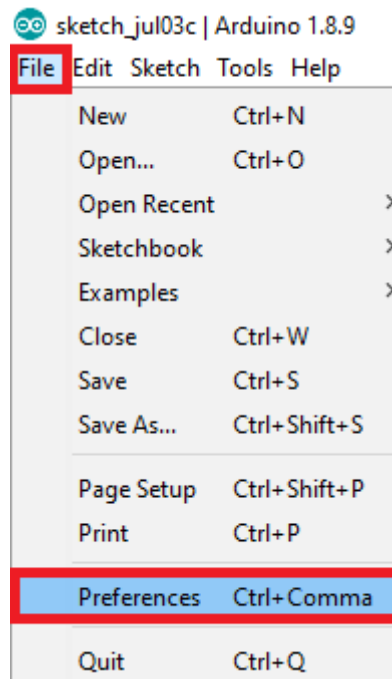 sketch_jul03c | Arduino 1.8.9
File Edit Sketch Tools Help
New Ctrl+N
Open... Ctrl+O
Open Recent
Sketchbook
Examples
Close Ctrl+W
Save Ctrl+S
Save As... Ctrl+Shift+S
Page Setup Ctrl+Shift+P
Print Ctrl+P
Preferences Ctrl+Comma
Quit Ctrl+Q